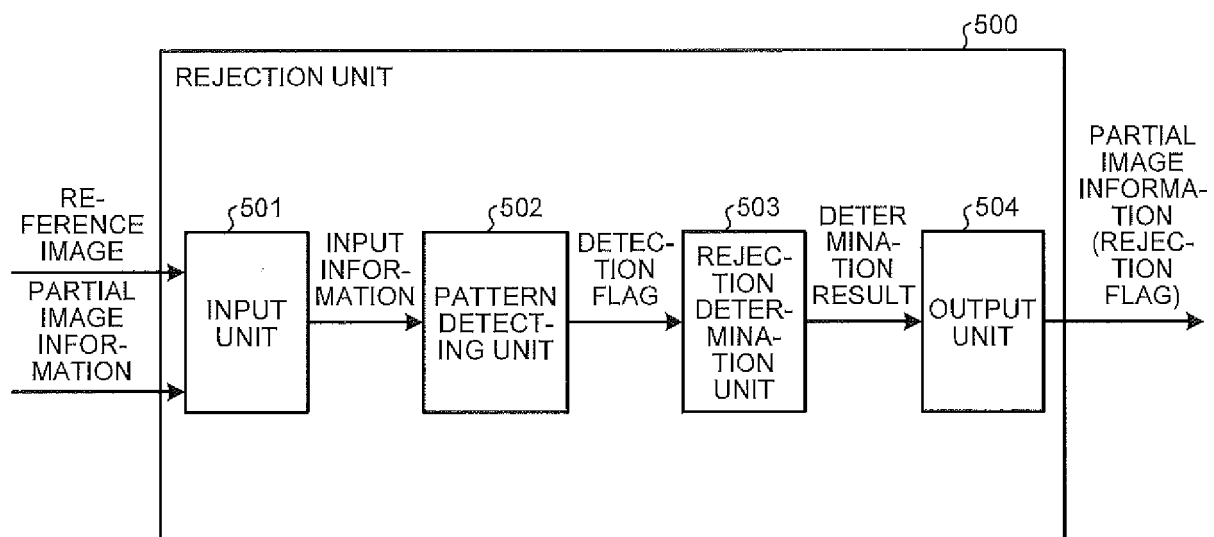 500
REJECTION UNIT
RE-
FERENCE
IMAGE
PARTIAL
IMAGE
INFOR-
MATION
501
INPUT
UNIT
INPUT
INFOR-
MATION
502
PATTERN
DETECT-
ING UNIT
DETEC-
TION
FLAG
503
REJEC-
TION
DETER-
MINA-
TION
UNIT
DETER
MINA-
TION
RESULT
504
OUTPUT
UNIT
PARTIAL
IMAGE
INFORMA-
TION
(REJEC-
TION
FLAG)